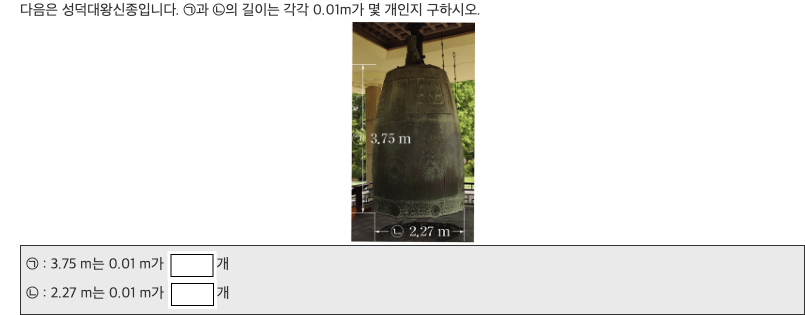 다음은 성덕대왕신종입니다. ㉠과 ㉡의 길이는 각각 0.01m가 몇 개인지 구하시오.
㉠ 3.75 m
㉡ 2.27 m
㉠ : 3.75 m는 0.01 m가 개
㉡ : 2.27 m는 0.01 m가 개